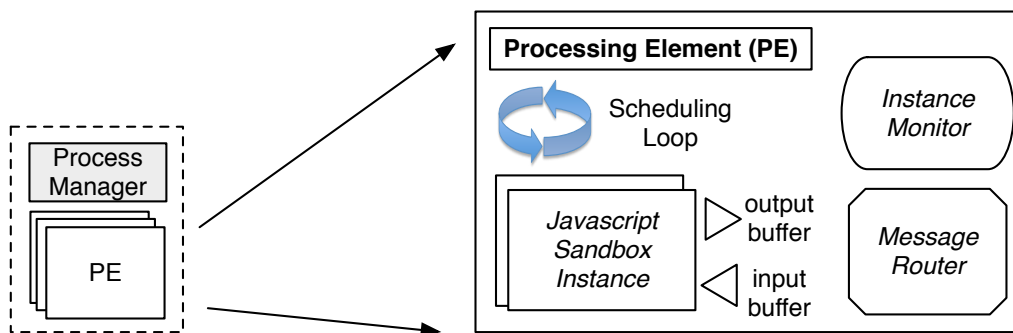 Process
Manager
PE
Processing Element (PE)
Scheduling
Loop
Instance
Monitor
Javascript
Sandbox
Instance
output
buffer
input
buffer
Message
Router